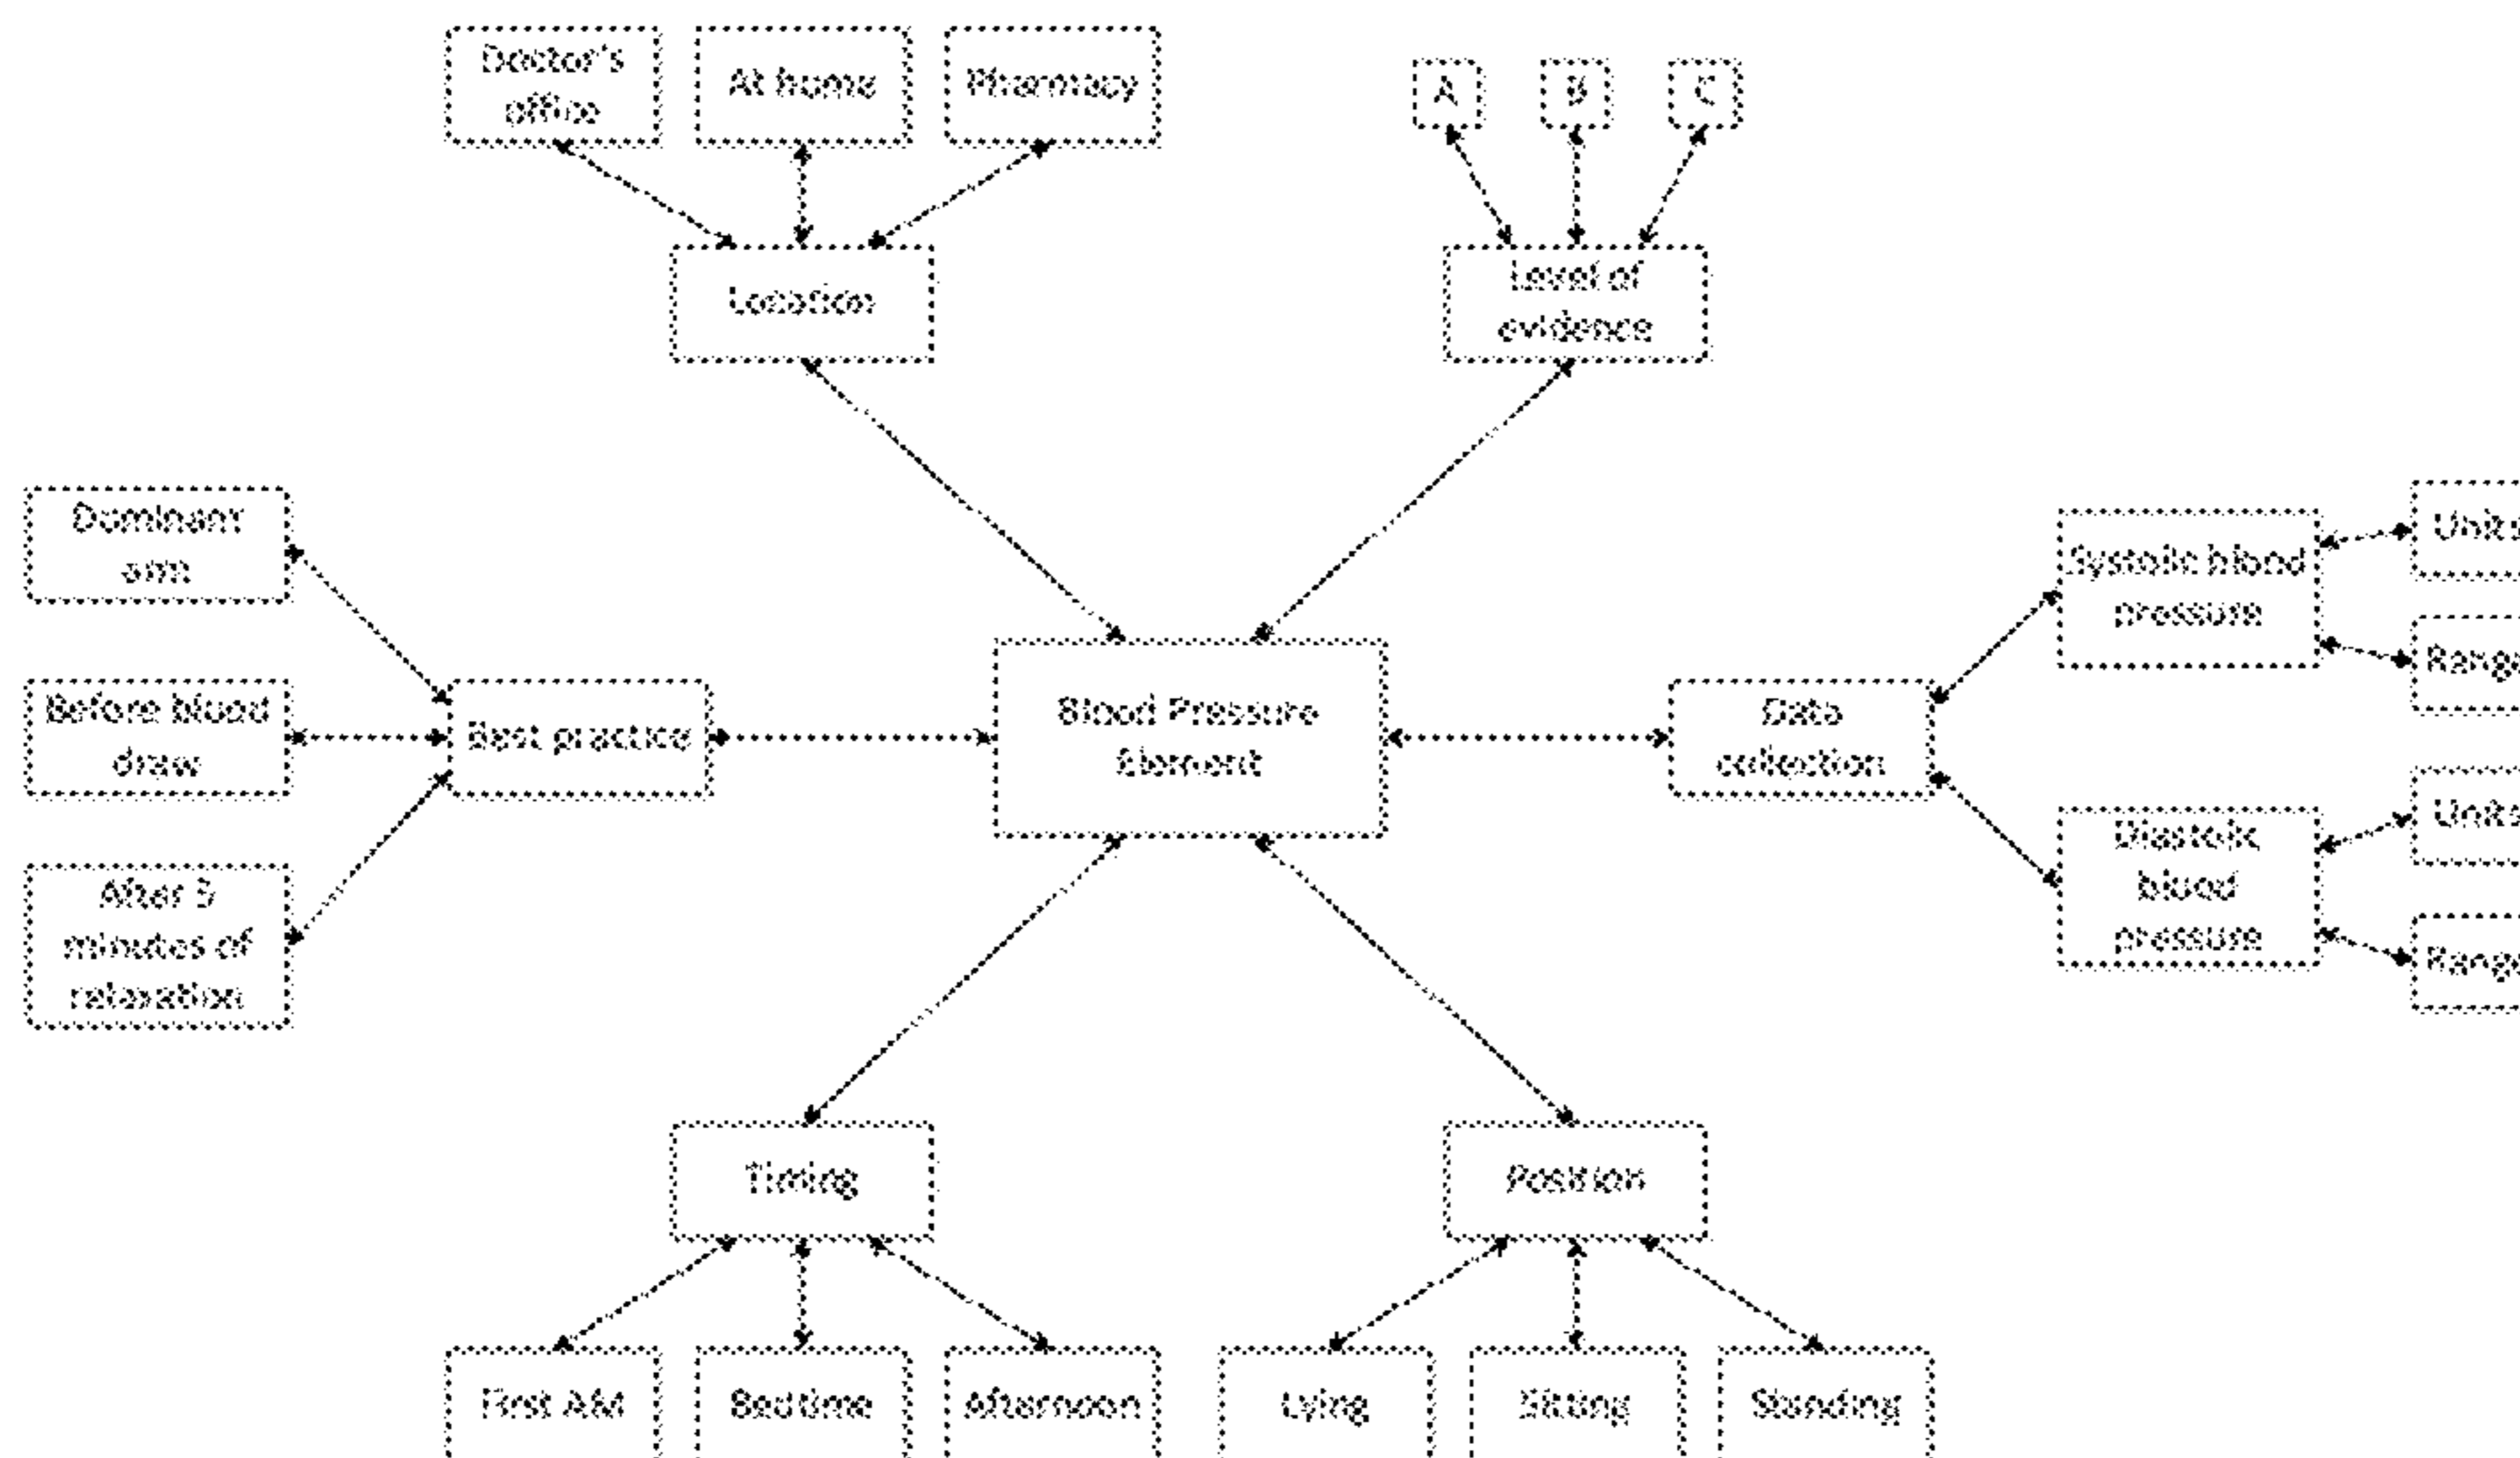 Doctor's
office
At home
Pharmacy
A
B
C
Location
Level of
evidence
Dominant
arm
Before blood
draw
After 5
minutes of
relaxation
Best practice
Blood Pressure
Element
Data
collection
Systolic blood
pressure
Diastolic
blood
pressure
Timing
Position
First AM
Bedtime
Afternoon
Lying
Sitting
Standing